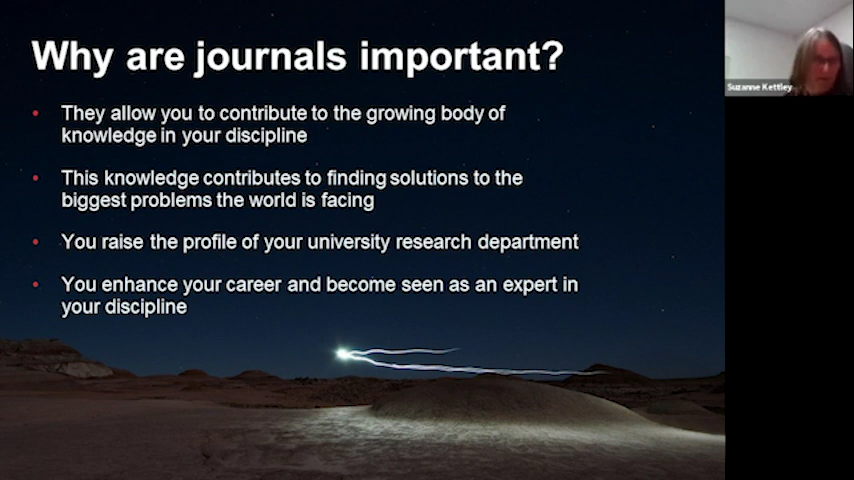 Why are journals important?
• They allow you to contribute to the growing body of
knowledge in your discipline
• This knowledge contributes to finding solutions to the
biggest problems the world is facing
• You raise the profile of your university research department
• You enhance your career and become seen as an expert in
your discipline
Suzanne Kettley